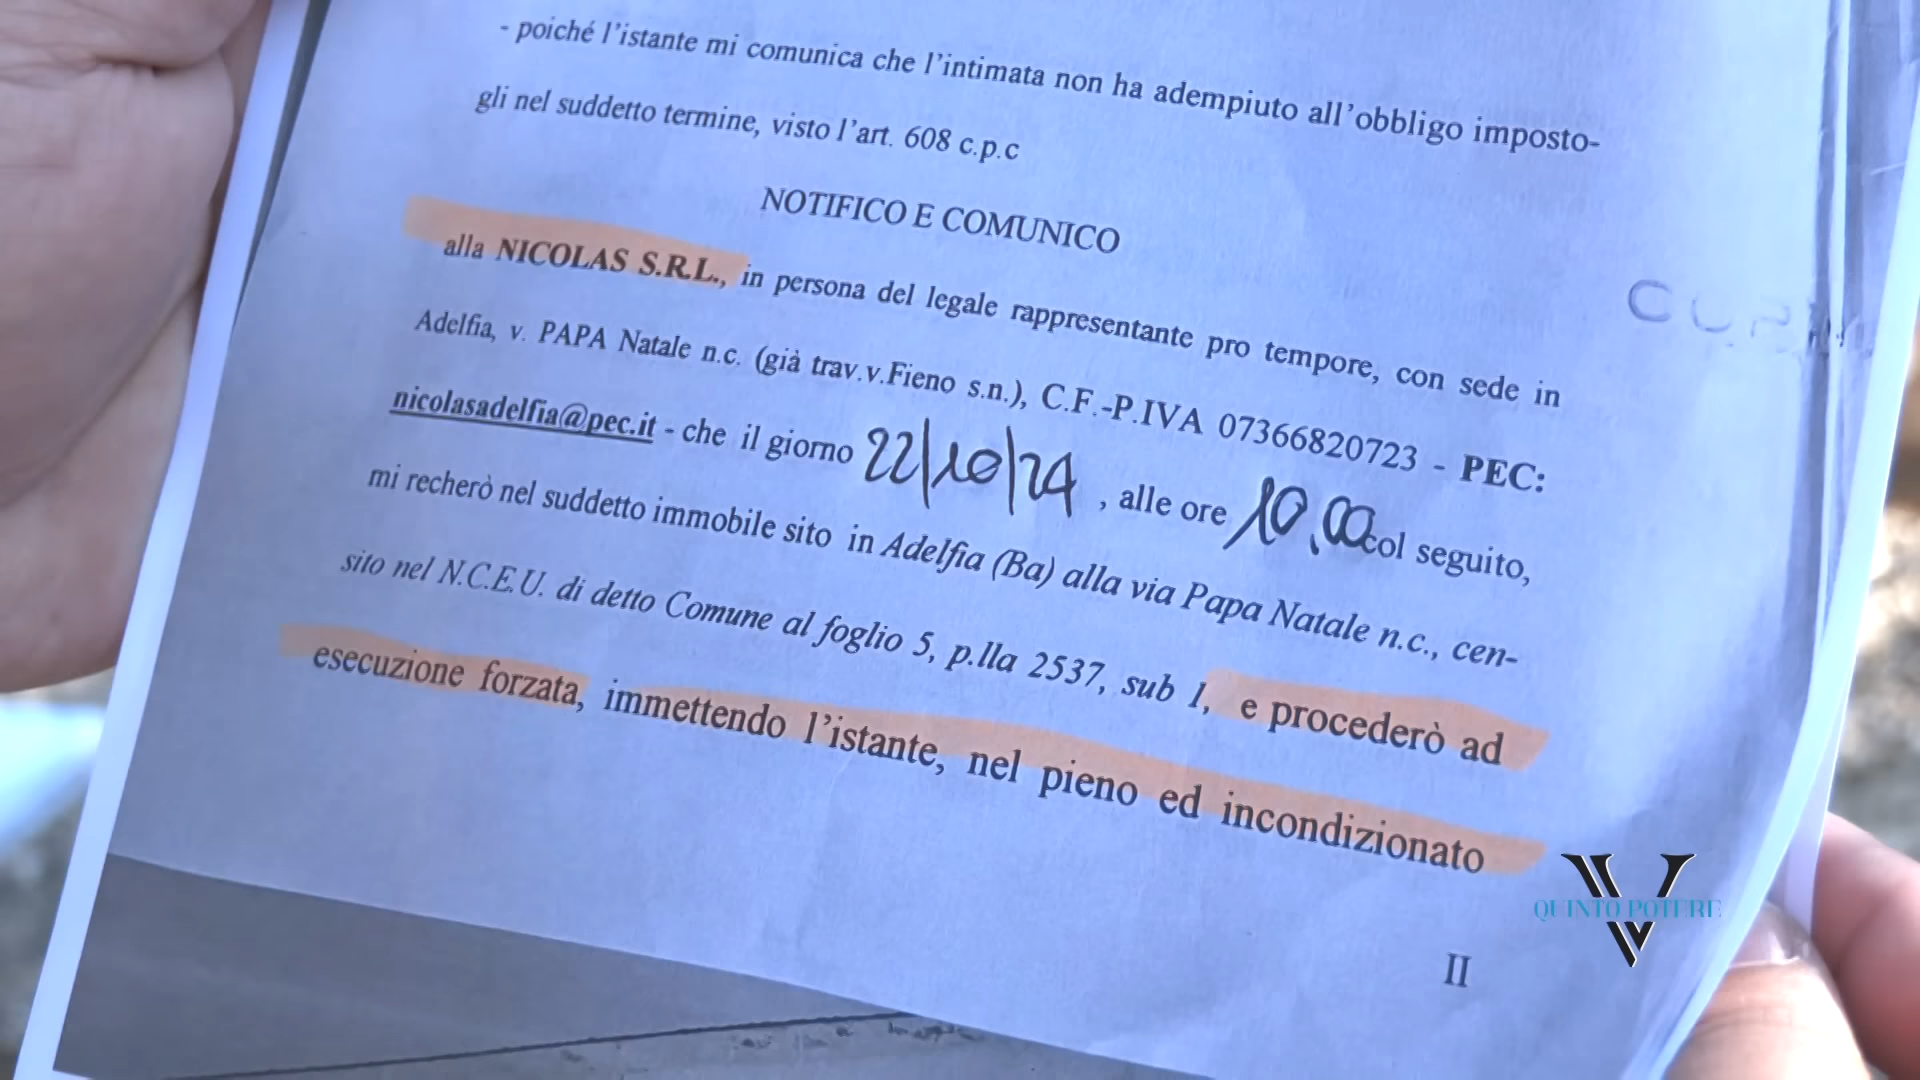 - poiché l'istante mi comunica che l'intimata non ha adempiuto all'obbligo imposto-
gli nel suddetto termine, visto l'art. 608 c.p.c
NOTIFICO E COMUNICO
alla NICOLAS S.R.L., in persona del legale rappresentante pro tempore, con sede in
Adelfia, v. PAPA Natale n.c. (già trav.v.Fieno s.n.), C.F.-P.IVA 07366820723 - PEC:
nicolasadelfia@pec.it - che il giorno 22/10/24, alle ore 10.00 col seguito,
mi recherò nel suddetto immobile sito in Adelfia (Ba) alla via Papa Natale n.c., cen-
sito nel N.C.E.U. di detto Comune al foglio 5, p.lla 2537, sub 1, e procederò ad
esecuzione forzata, immettendo l'istante, nel pieno ed incondizionato
II
QUINTO POTERE